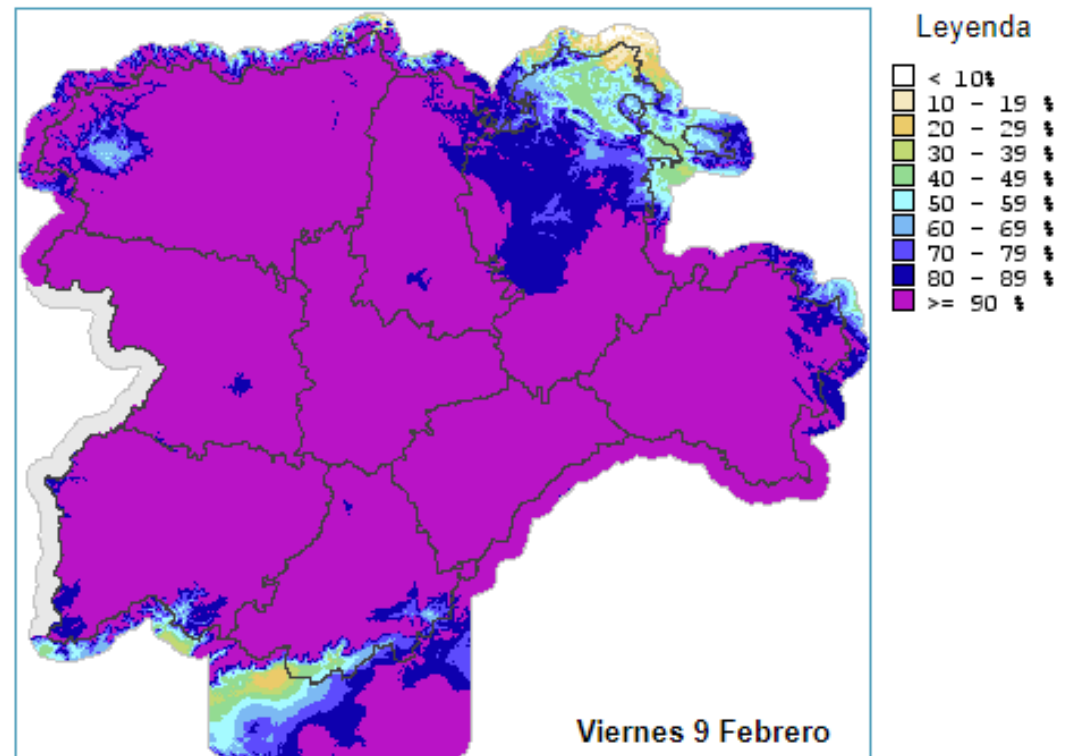 Leyenda
< 10%
10 - 19 %
20 - 29 %
30 - 39 %
40 - 49 %
50 - 59 %
60 - 69 %
70 - 79 %
80 - 89 %
>= 90 %
Viernes 9 Febrero